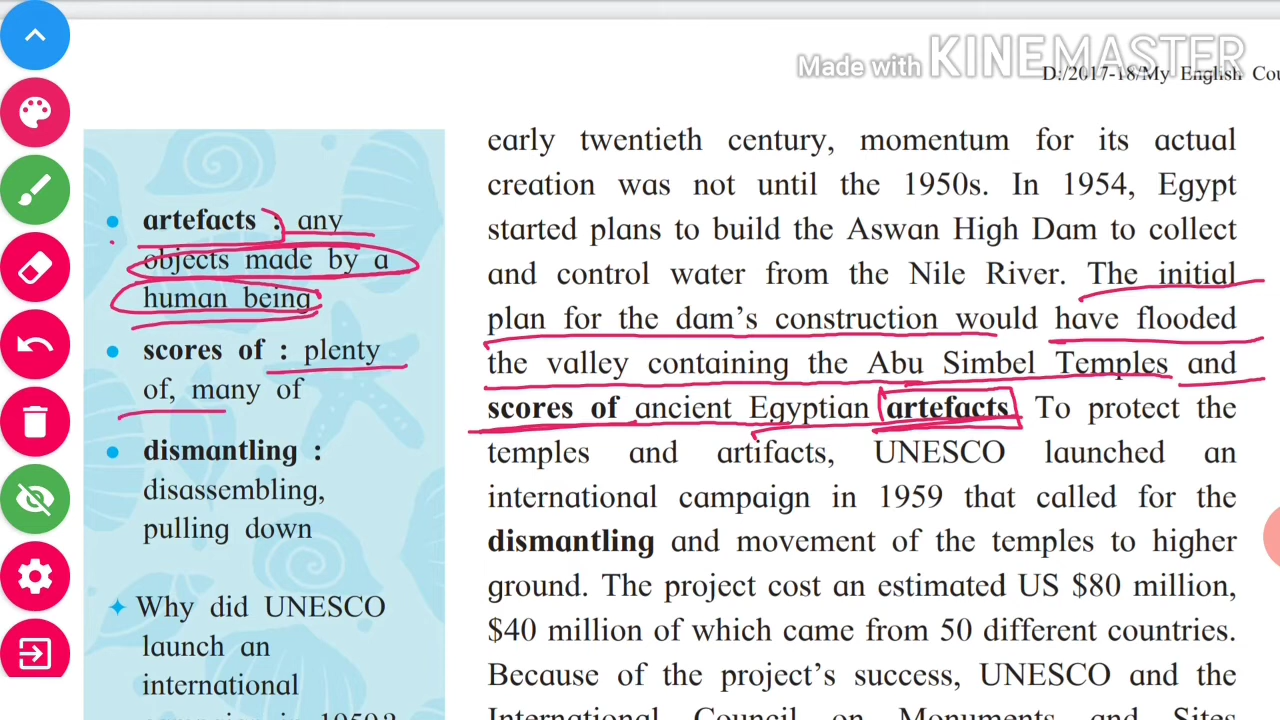 Made with KINEMASTER
D:/2017-18/My English Cou
artefacts : any
objects made by a
human being
scores of : plenty
of, many of
dismantling :
disassembling,
pulling down
Why did UNESCO
launch an
international
early twentieth century, momentum for its actual
creation was not until the 1950s. In 1954, Egypt
started plans to build the Aswan High Dam to collect
and control water from the Nile River. The initial
plan for the dam's construction would have flooded
the valley containing the Abu Simbel Temples and
scores of ancient Egyptian artefacts. To protect the
temples and artifacts, UNESCO launched an
international campaign in 1959 that called for the
dismantling and movement of the temples to higher
ground. The project cost an estimated US $80 million,
$40 million of which came from 50 different countries.
Because of the project's success, UNESCO and the
International Council on Monuments and Sites